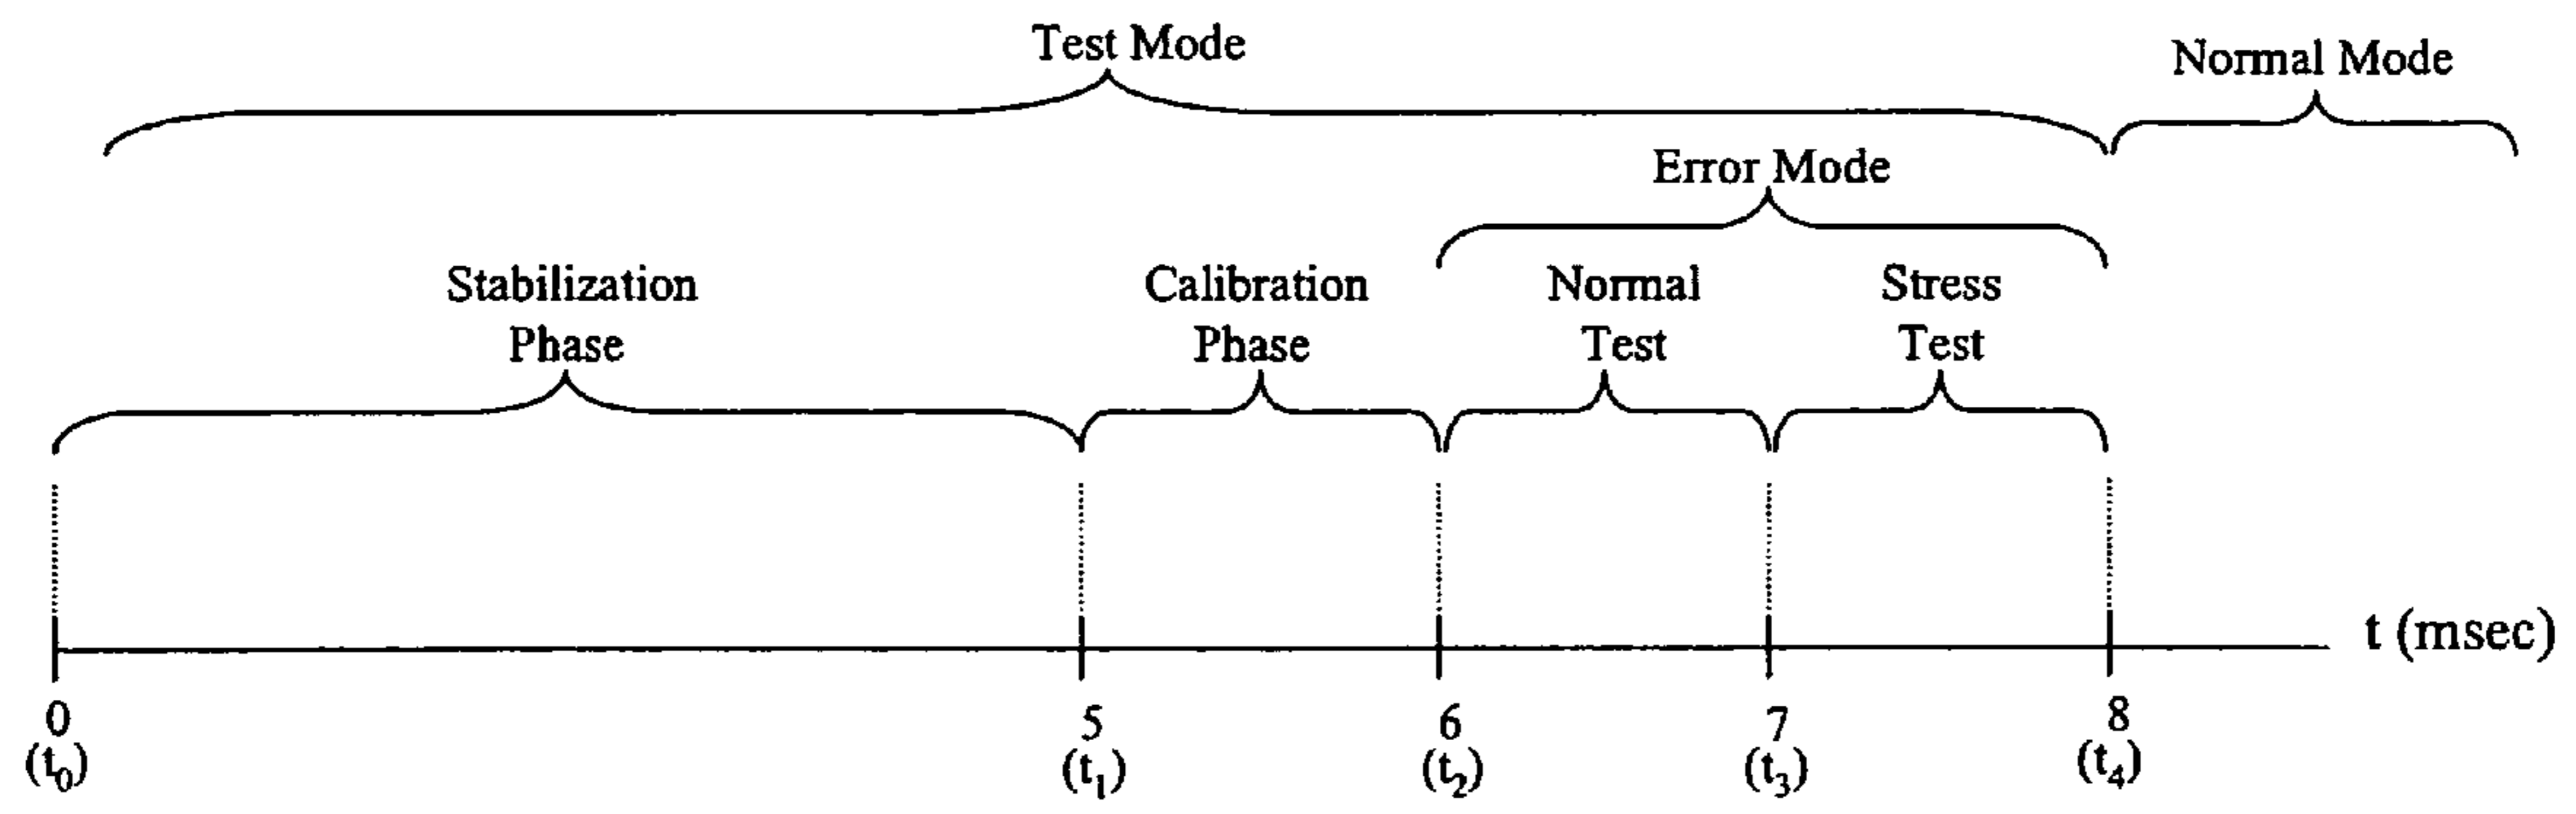 Test Mode
Normal Mode
Error Mode
Stabilization
Phase
Calibration
Phase
Normal
Test
Stress
Test
t (msec)
0
(t0)
5
(t1)
6
(t2)
7
(t3)
8
(t4)